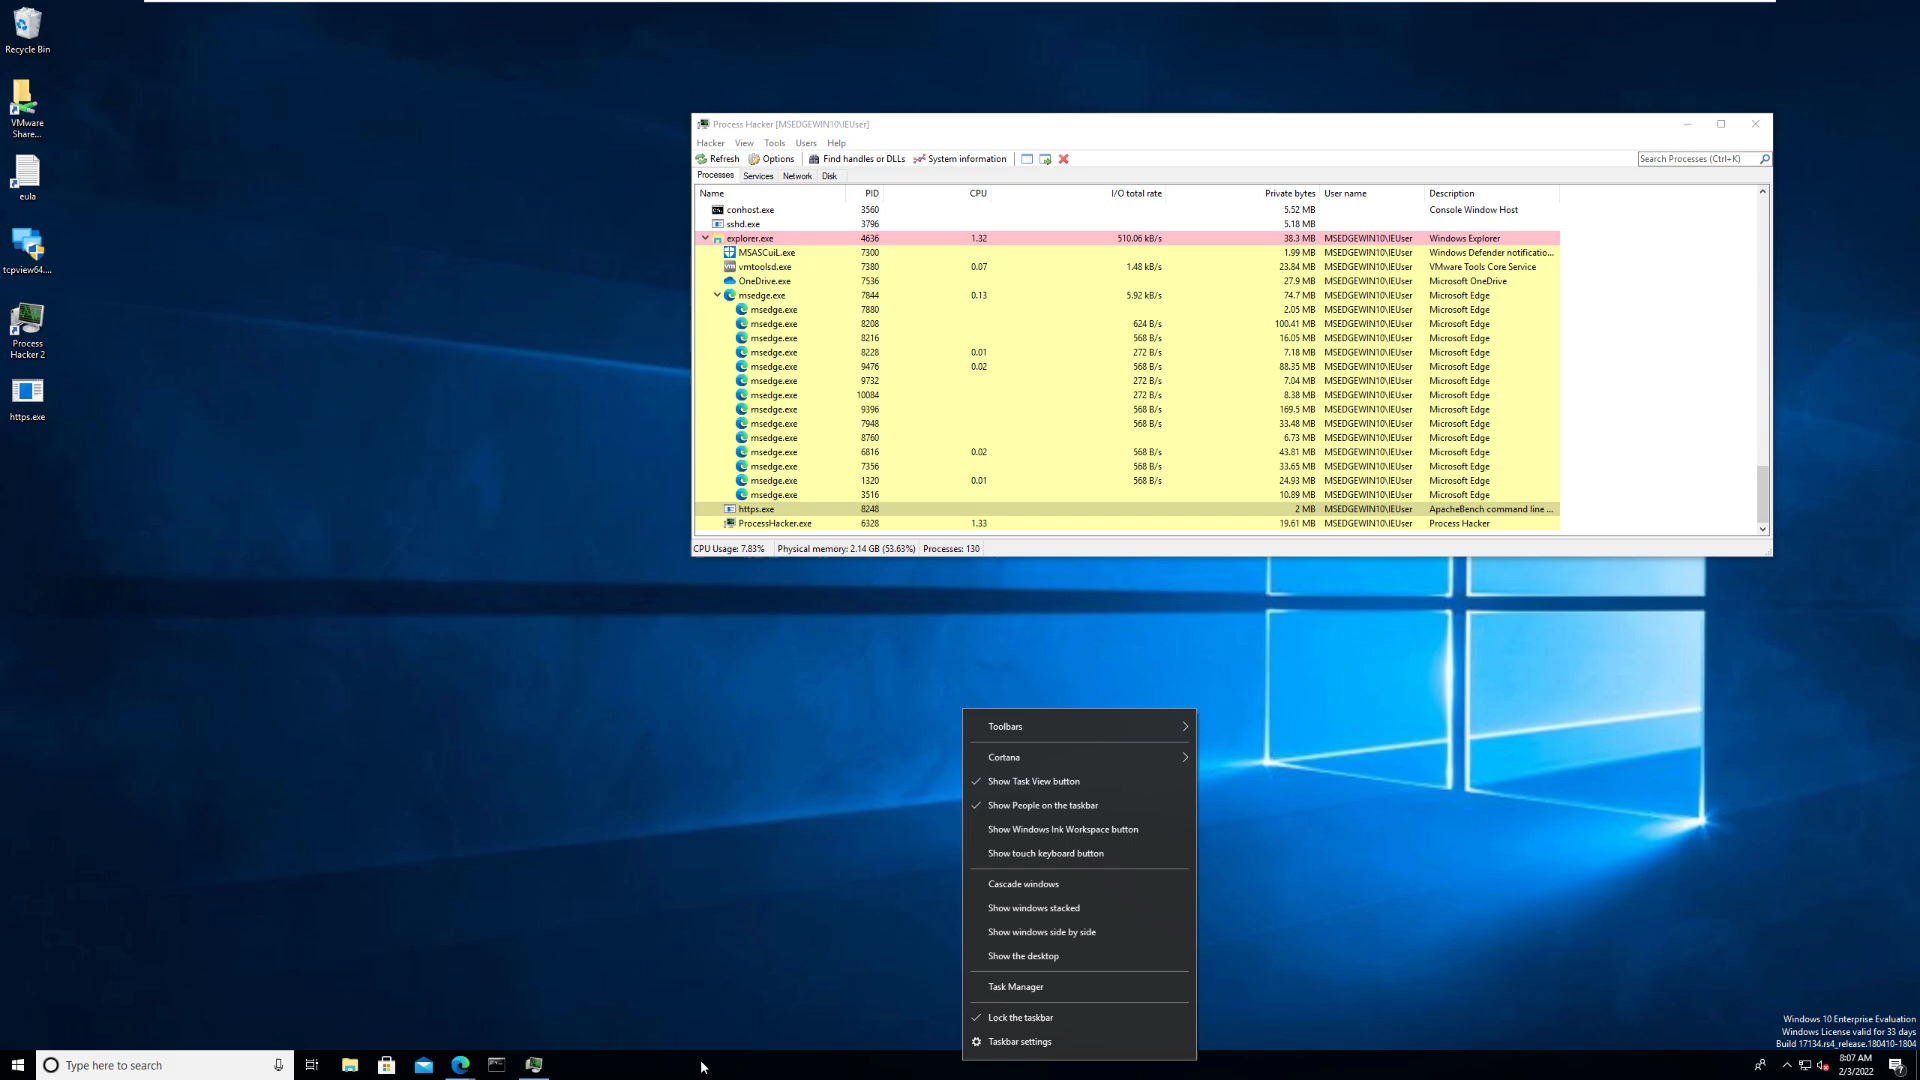 Recycle Bin
VMware
Share...
eula
tcpview64....
Process
Hacker 2
https.exe
Process Hacker [MSEDGEWIN10\IEUser]
Hacker View Tools Users Help
Refresh Options Find handles or DLLs System information Search Processes (Ctrl+K)
Processes Services Network Disk
Name PID CPU I/O total rate Private bytes User name Description
conhost.exe 3560 5.52 MB Console Window Host
sshd.exe 3796 5.18 MB
explorer.exe 4636 1.32 510.06 kB/s 38.3 MB MSEDGEWIN10\IEUser Windows Explorer
MSASCuiL.exe 7300 1.99 MB MSEDGEWIN10\IEUser Windows Defender notificatio...
vmtoolsd.exe 7380 0.07 1.48 kB/s 23.84 MB MSEDGEWIN10\IEUser VMware Tools Core Service
OneDrive.exe 7536 27.9 MB MSEDGEWIN10\IEUser Microsoft OneDrive
msedge.exe 7844 0.13 5.92 kB/s 74.7 MB MSEDGEWIN10\IEUser Microsoft Edge
msedge.exe 7880 2.05 MB MSEDGEWIN10\IEUser Microsoft Edge
msedge.exe 8208 624 B/s 100.41 MB MSEDGEWIN10\IEUser Microsoft Edge
msedge.exe 8216 568 B/s 16.05 MB MSEDGEWIN10\IEUser Microsoft Edge
msedge.exe 8228 0.01 272 B/s 7.18 MB MSEDGEWIN10\IEUser Microsoft Edge
msedge.exe 9476 0.02 568 B/s 88.35 MB MSEDGEWIN10\IEUser Microsoft Edge
msedge.exe 9732 272 B/s 7.04 MB MSEDGEWIN10\IEUser Microsoft Edge
msedge.exe 10084 272 B/s 8.38 MB MSEDGEWIN10\IEUser Microsoft Edge
msedge.exe 9396 568 B/s 169.5 MB MSEDGEWIN10\IEUser Microsoft Edge
msedge.exe 7948 568 B/s 33.48 MB MSEDGEWIN10\IEUser Microsoft Edge
msedge.exe 8760 6.73 MB MSEDGEWIN10\IEUser Microsoft Edge
msedge.exe 6816 0.02 568 B/s 43.81 MB MSEDGEWIN10\IEUser Microsoft Edge
msedge.exe 7356 568 B/s 33.65 MB MSEDGEWIN10\IEUser Microsoft Edge
msedge.exe 1320 0.01 568 B/s 24.93 MB MSEDGEWIN10\IEUser Microsoft Edge
msedge.exe 3516 10.89 MB MSEDGEWIN10\IEUser Microsoft Edge
https.exe 8248 2 MB MSEDGEWIN10\IEUser ApacheBench command line ...
ProcessHacker.exe 6328 1.33 19.61 MB MSEDGEWIN10\IEUser Process Hacker
CPU Usage: 7.83% Physical memory: 2.14 GB (53.63%) Processes: 130
Toolbars
Cortana
Show Task View button
Show People on the taskbar
Show Windows Ink Workspace button
Show touch keyboard button
Cascade windows
Show windows stacked
Show windows side by side
Show the desktop
Task Manager
Lock the taskbar
Taskbar settings
Windows 10 Enterprise Evaluation
Windows License valid for 33 days
Build 17134.rs4_release.180410-1804
Type here to search
8:07 AM
2/3/2022
7